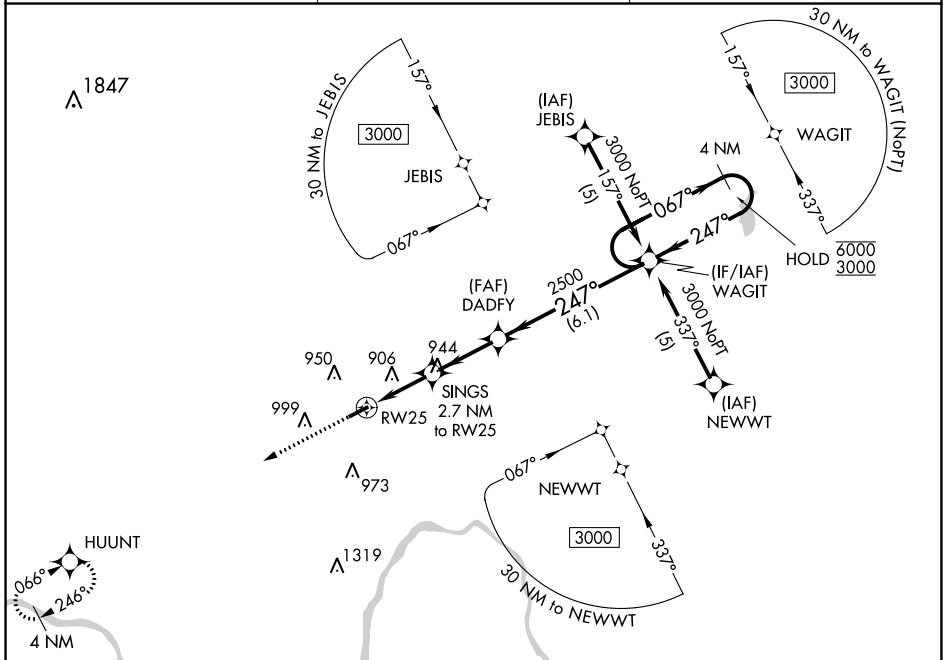 1847
30 NM to JEBIS
157°
3000
JEBIS
067°
(IAF)
JEBIS
3000 NoPT
157°
(5)
4 NM
067°
247°
30 NM to WAGIT (NoPT)
157°
3000
WAGIT
337°
HOLD
6000
3000
(IF/IAF)
WAGIT
2500
247°
(6.1)
(FAF)
DADFY
3000 NoPT
337°
(5)
(IAF)
NEWWT
950
906
944
SINGS
2.7 NM
to RW25
999
RW25
973
1319
067°
NEWWT
3000
337°
30 NM to NEWWT
HUUNT
066°
246°
4 NM